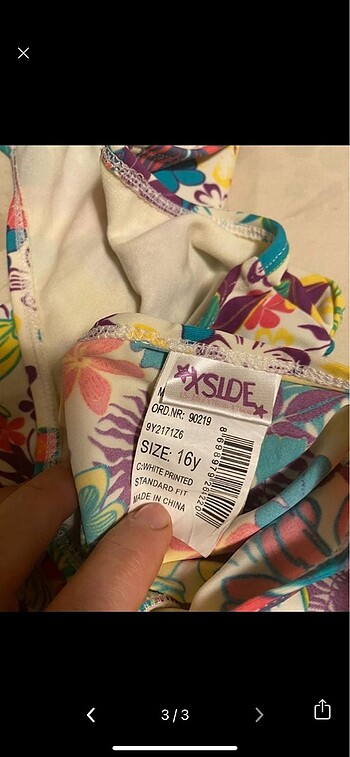 XSIDE
M
ORD.NR: 90219
9Y2171Z6
SIZE: 16y
C:WHITE PRINTED
STANDARD FIT
MADE IN CHINA
3/3